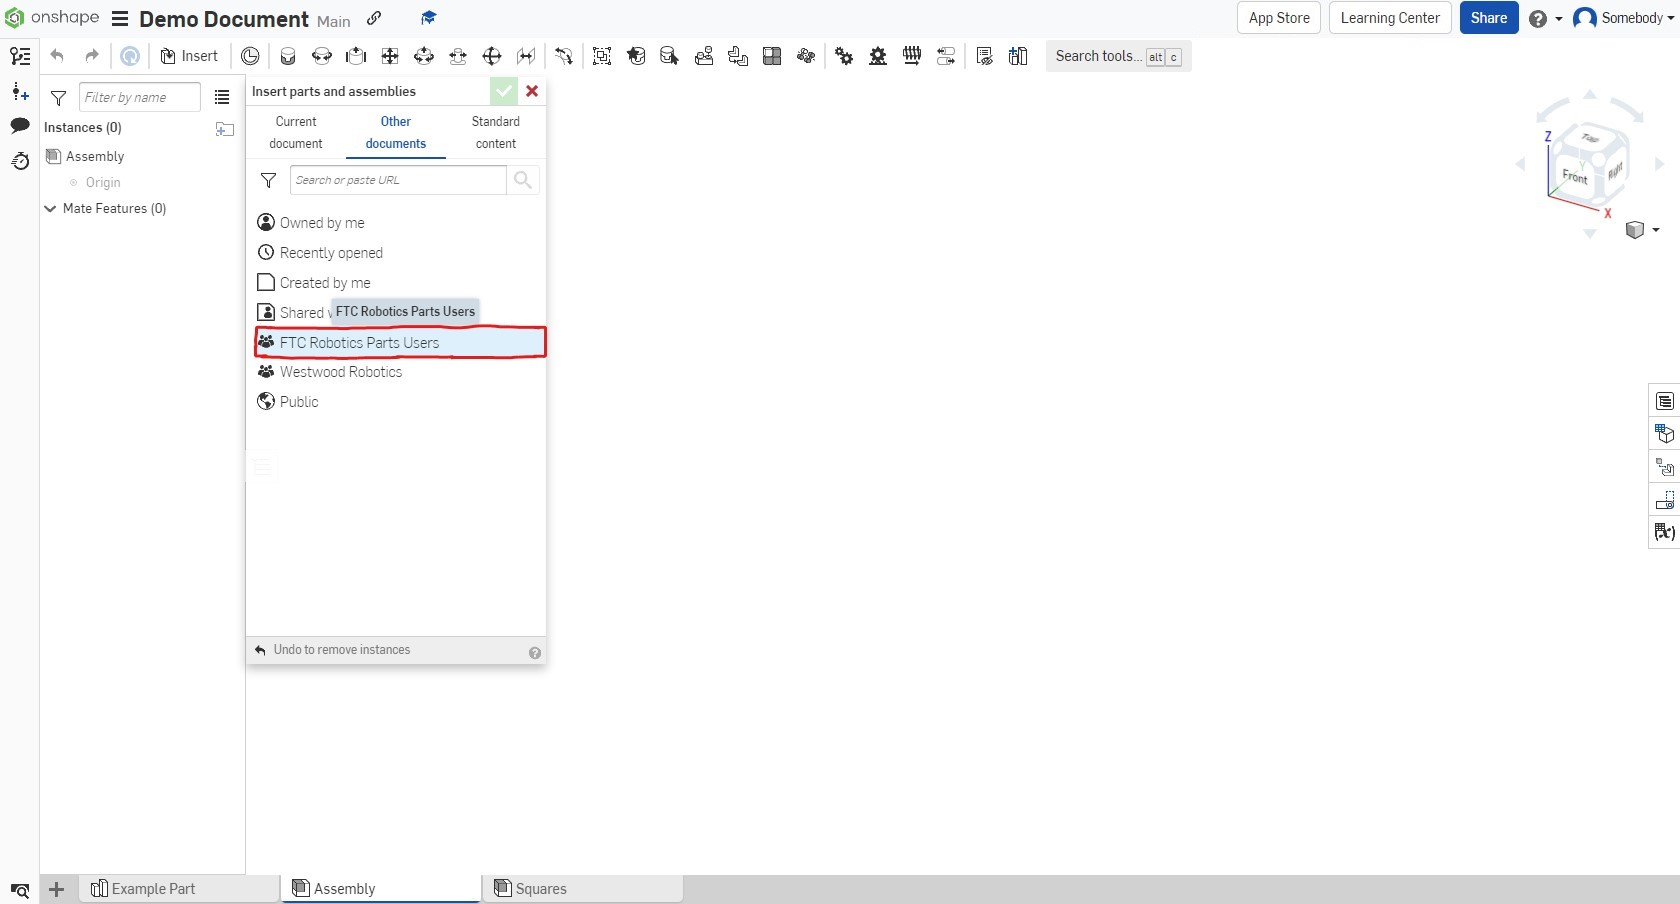 onshape
Demo Document Main
App Store
Learning Center
Share
Somebody
Insert
Search tools... alt c
Filter by name
Instances (0)
Assembly
Origin
Mate Features (0)
Insert parts and assemblies
Current document
Other documents
Standard content
Search or paste URL
Owned by me
Recently opened
Created by me
Shared
FTC Robotics Parts Users
FTC Robotics Parts Users
Westwood Robotics
Public
Undo to remove instances
Z
Top
Y
Front
Right
X
Example Part
Assembly
Squares